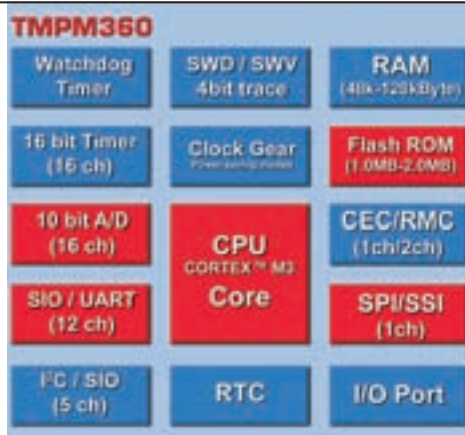 TMPM360
Watchdog
Timer
SWD / SWV
4bit trace
RAM
(48k-128kByte)
16 bit Timer
(16 ch)
Clock Gear
Flash ROM
(1.0MB-2.0MB)
10 bit A/D
(16 ch)
CPU
CORTEX™ M3
Core
CEC/RMC
(1ch/2ch)
SIO / UART
(12 ch)
SPI/SSI
(1ch)
I²C / SIO
(5 ch)
RTC
I/O Port